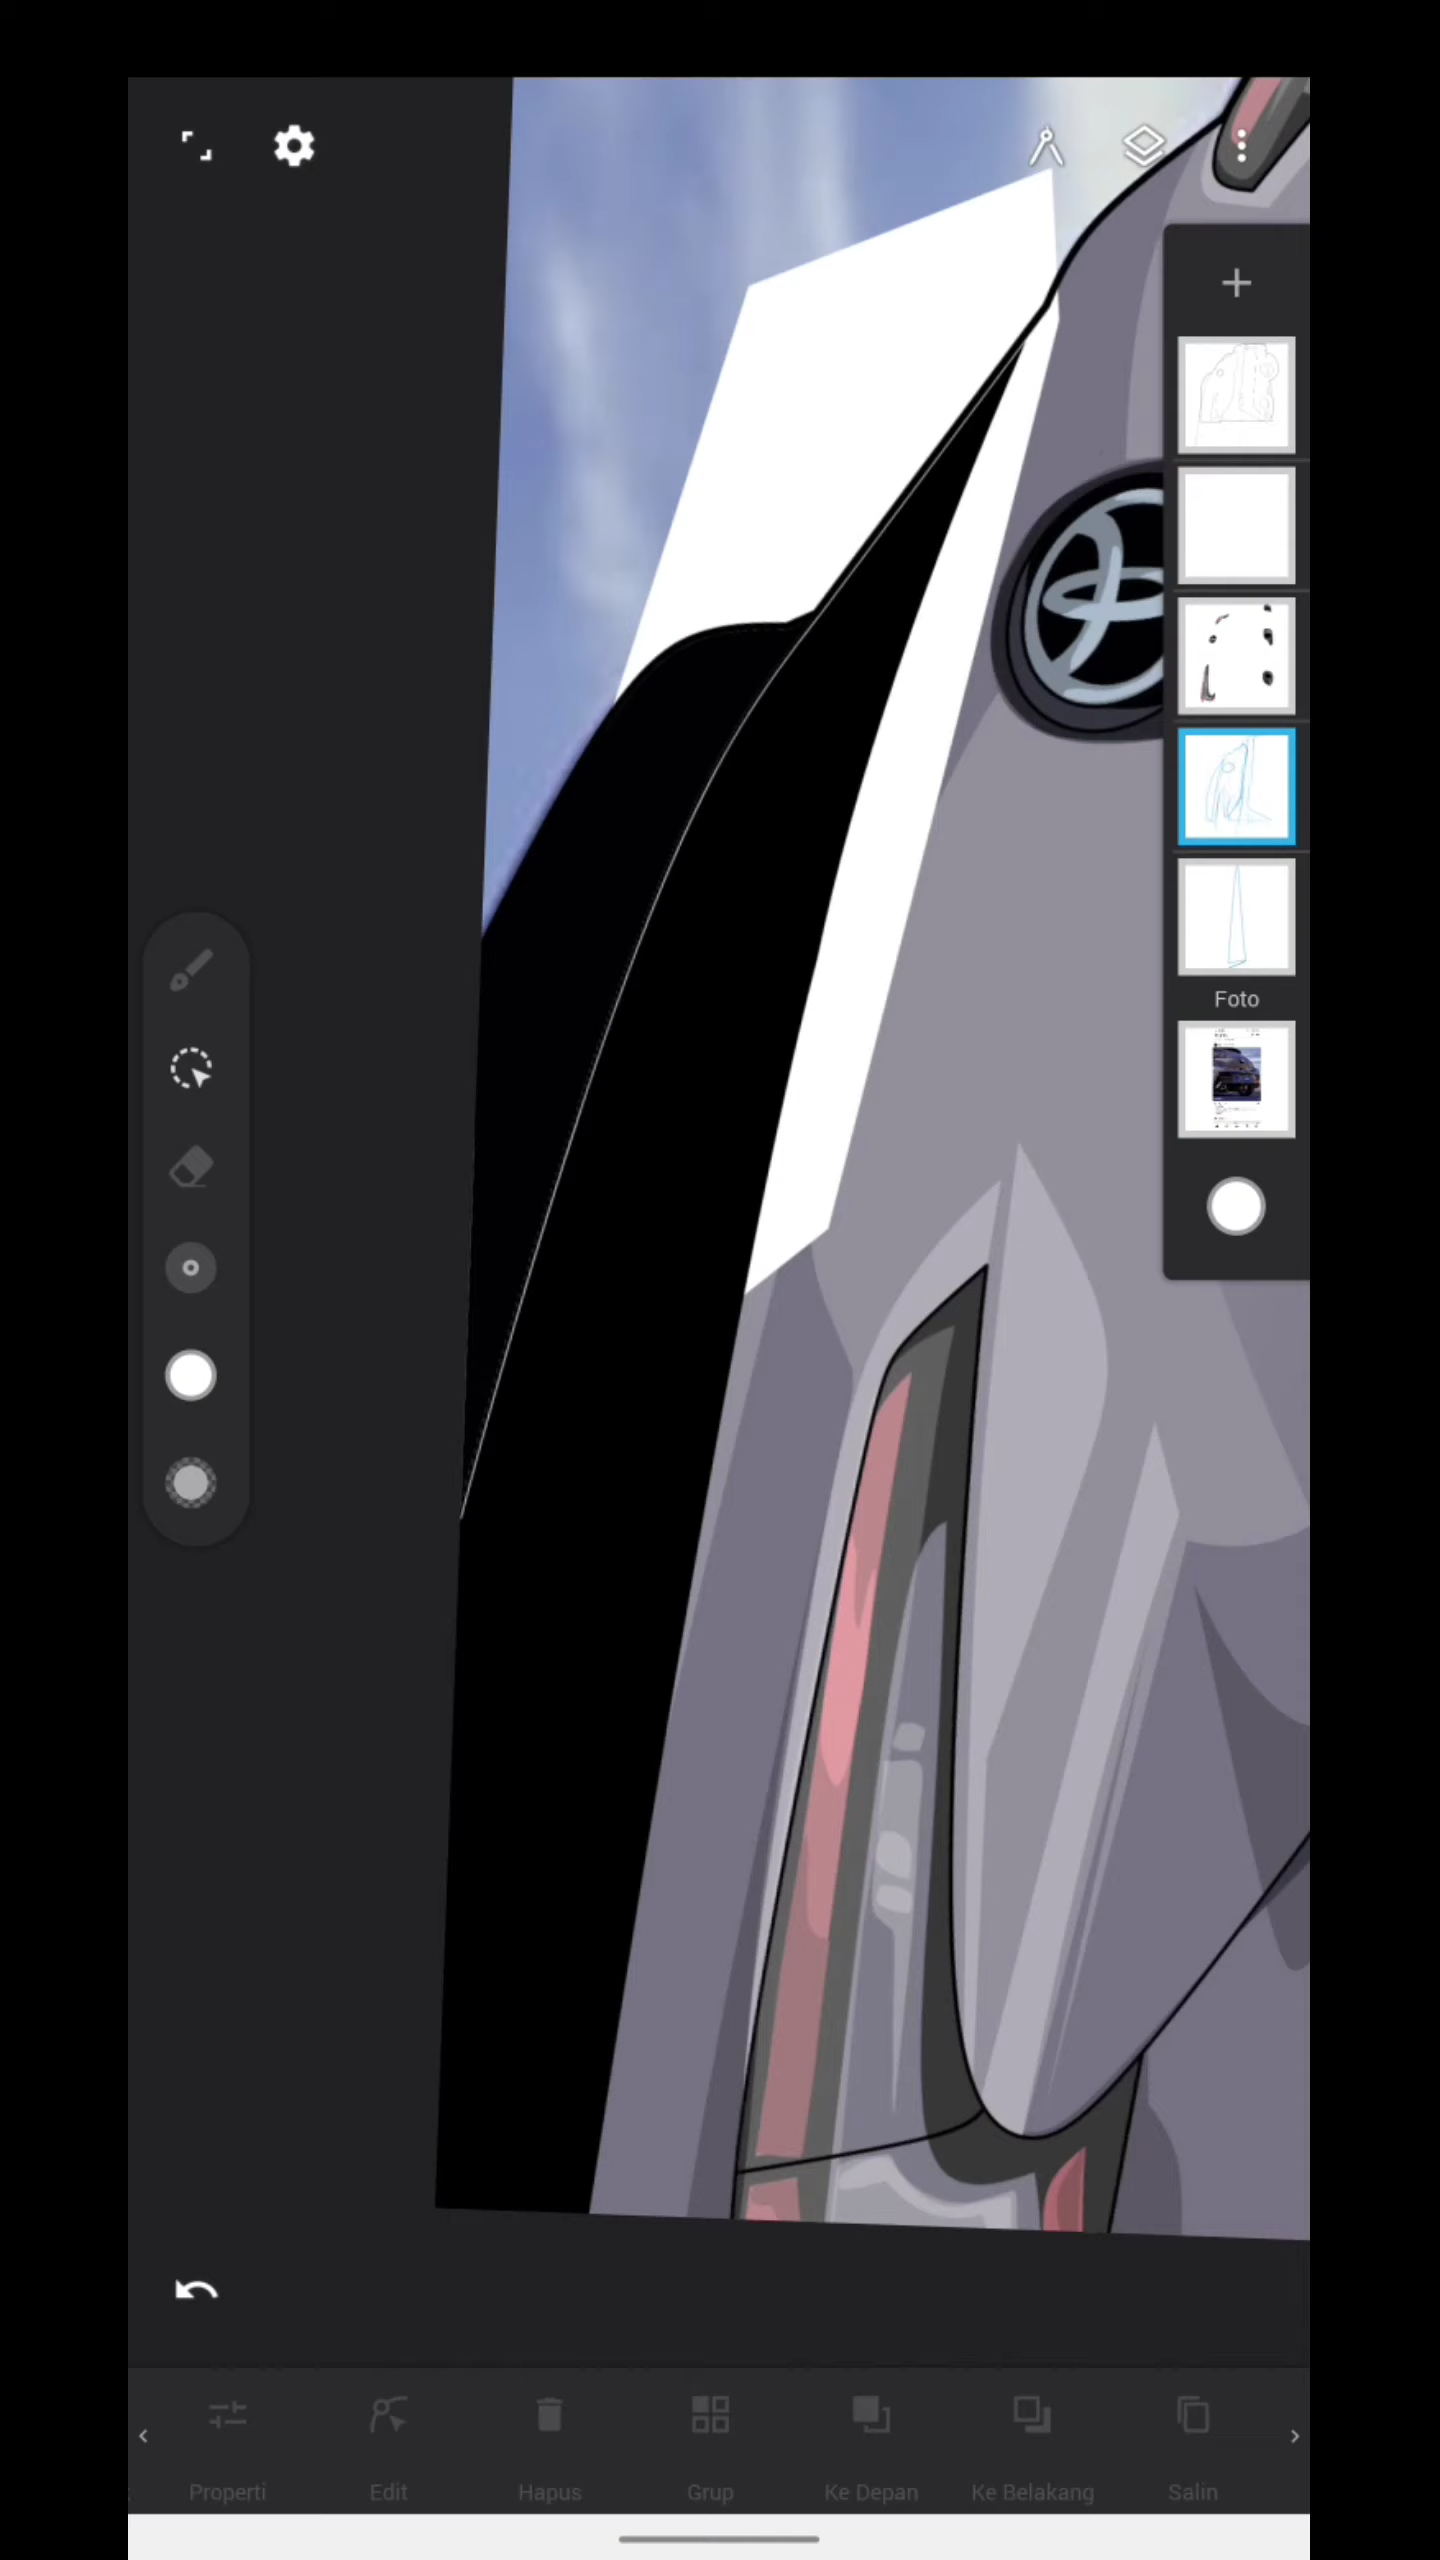 Foto
Properti
Edit
Hapus
Grup
Ke Depan
Ke Belakang
Salin